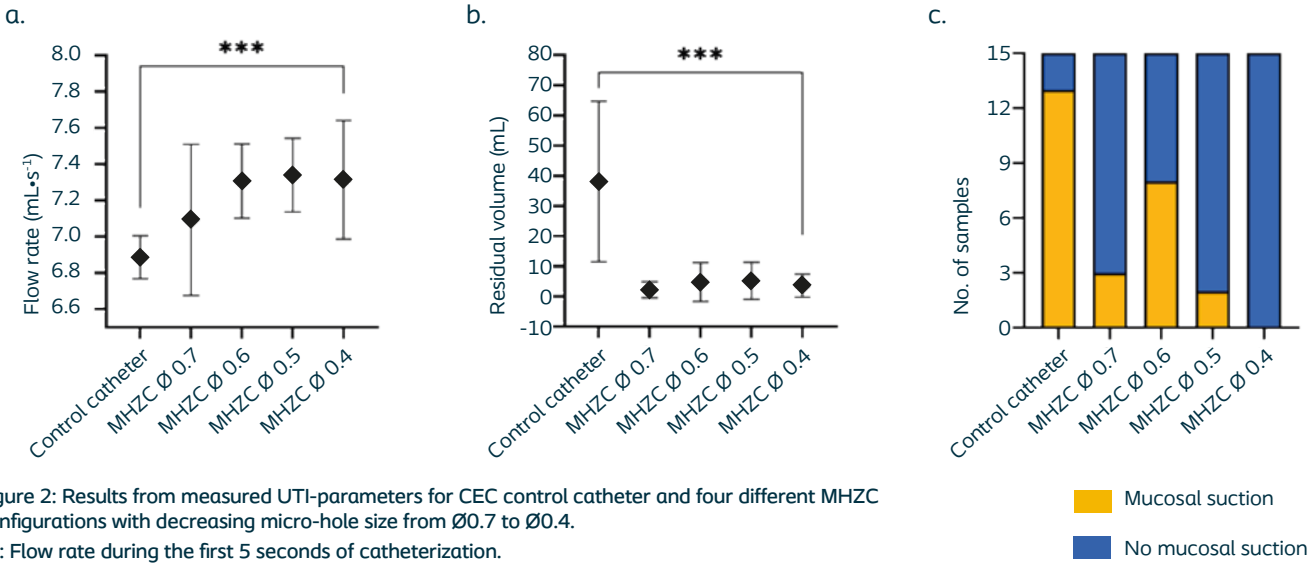 a.
***
8.0
7.8
7.6
7.4
7.2
7.0
6.8
6.6
Flow rate (mL•s⁻¹)
Control catheter
MHZC Ø 0.7
MHZC Ø 0.6
MHZC Ø 0.5
MHZC Ø 0.4
b.
***
80
70
60
50
40
30
20
10
0
-10
Residual volume (mL)
Control catheter
MHZC Ø 0.7
MHZC Ø 0.6
MHZC Ø 0.5
MHZC Ø 0.4
c.
15
12
9
6
3
0
No. of samples
Control catheter
MHZC Ø 0.7
MHZC Ø 0.6
MHZC Ø 0.5
MHZC Ø 0.4
gure 2: Results from measured UTI-parameters for CEC control catheter and four different MHZC
nfigurations with decreasing micro-hole size from Ø0.7 to Ø0.4.
: Flow rate during the first 5 seconds of catheterization.
Mucosal suction
No mucosal suction